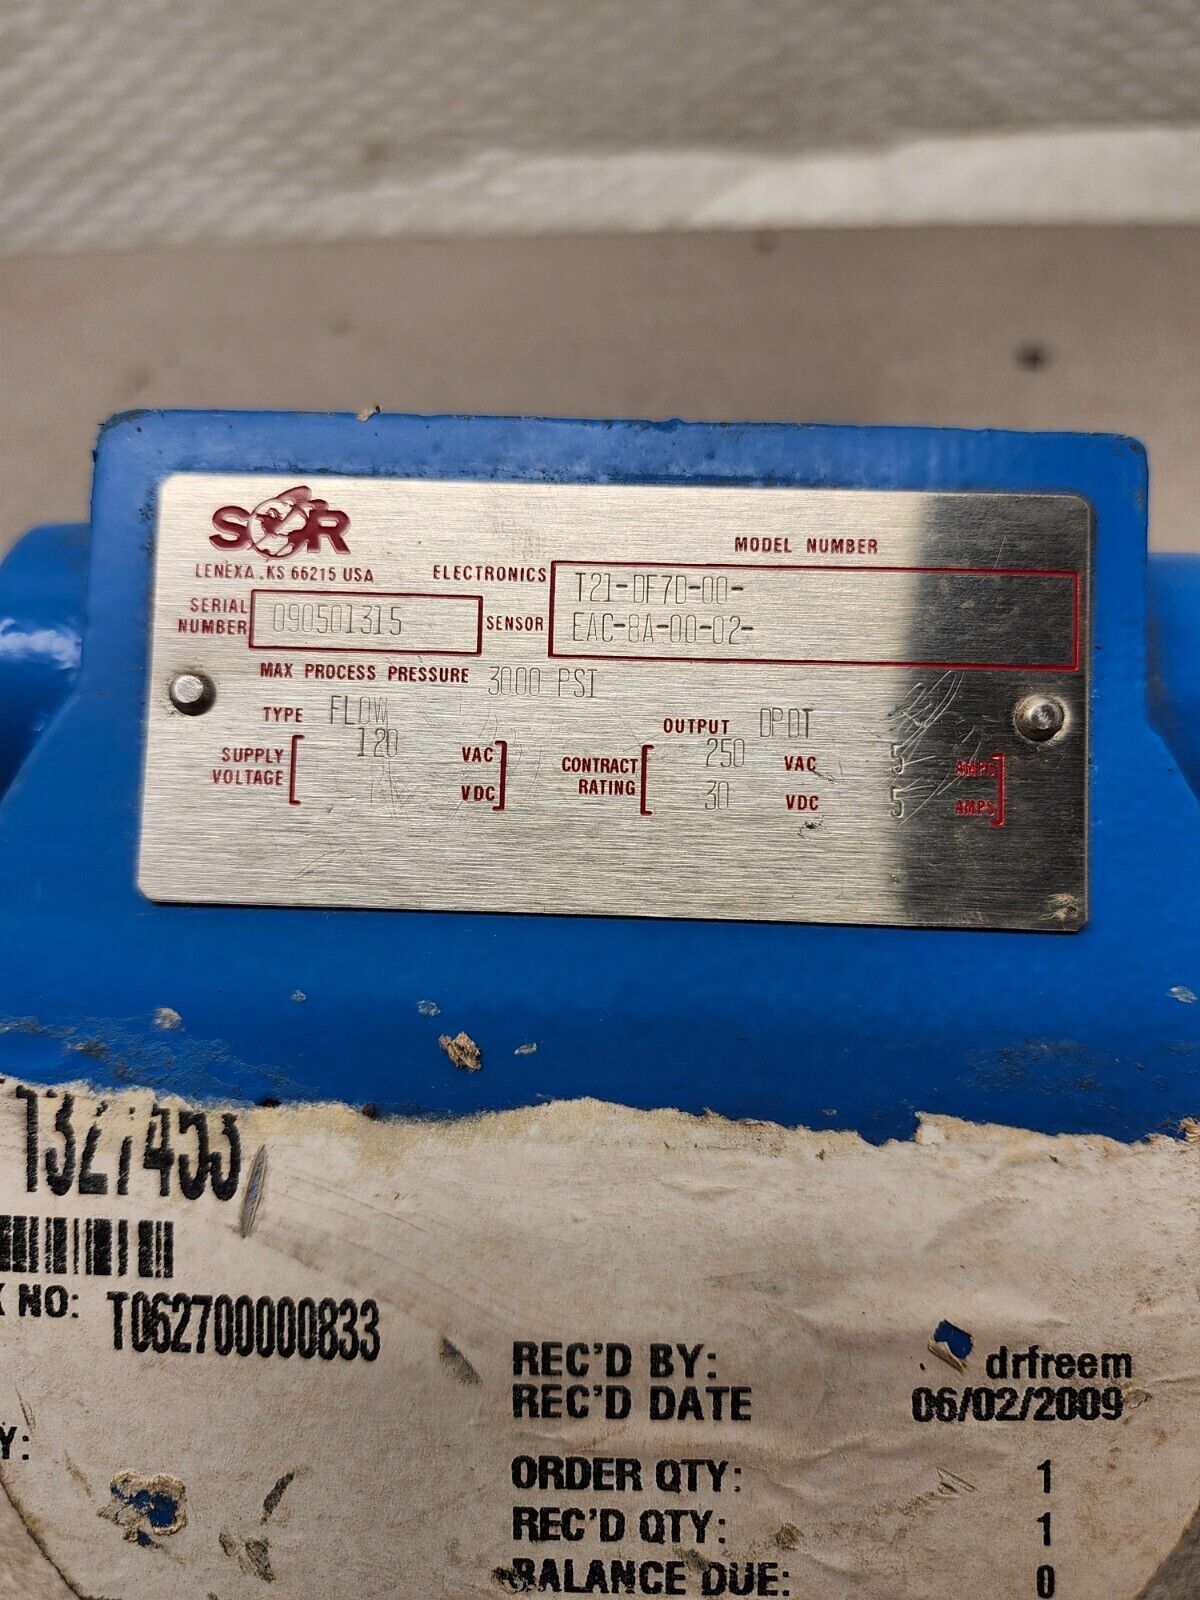 SOR
LENEXA, KS 66215 USA
MODEL NUMBER
ELECTRONICS T21-DF7D-00-
SERIAL NUMBER 090501315
SENSOR EAC-8A-00-02-
MAX PROCESS PRESSURE 3000 PSI
TYPE FLOW
OUTPUT DPDT
SUPPLY VOLTAGE 120 VAC
VDC
CONTRACT RATING 250 VAC 5 AMPS
30 VDC 5 AMPS
1327453
NO: T062700000833
REC'D BY: drfreem
REC'D DATE 06/02/2009
Y:
ORDER QTY: 1
REC'D QTY: 1
BALANCE DUE: 0